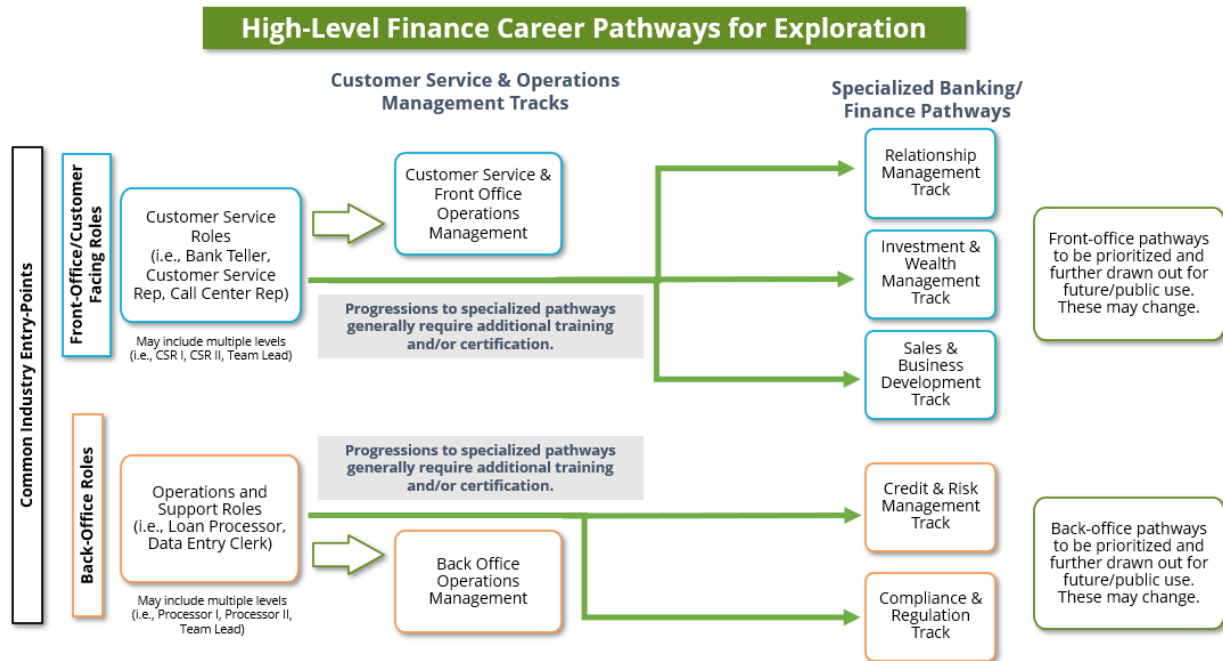 High-Level Finance Career Pathways for Exploration
Customer Service & Operations
Management Tracks
Specialized Banking/
Finance Pathways
Common Industry Entry-Points
Front-Office/Customer
Facing Roles
Customer Service
Roles
(i.e., Bank Teller,
Customer Service
Rep, Call Center Rep)
May include multiple levels
(i.e., CSR I, CSR II, Team Lead)
Customer Service &
Front Office
Operations
Management
Progressions to specialized pathways
generally require additional training
and/or certification.
Relationship
Management
Track
Investment &
Wealth
Management
Track
Sales &
Business
Development
Track
Front-office pathways
to be prioritized and
further drawn out for
future/public use.
These may change.
Back-Office Roles
Operations and
Support Roles
(i.e., Loan Processor,
Data Entry Clerk)
May include multiple levels
(i.e., Processor I, Processor II,
Team Lead)
Progressions to specialized pathways
generally require additional training
and/or certification.
Back Office
Operations
Management
Credit & Risk
Management
Track
Compliance &
Regulation
Track
Back-office pathways
to be prioritized and
further drawn out for
future/public use.
These may change.